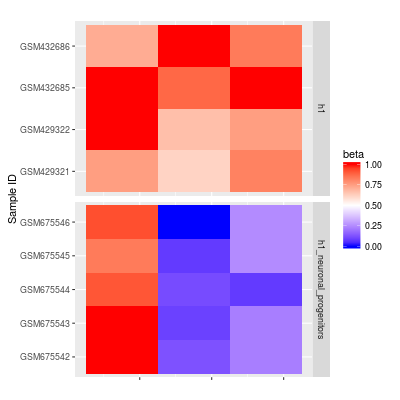 GSM432686
GSM432685
GSM429322
GSM429321
h1
GSM675546
GSM675545
GSM675544
GSM675543
GSM675542
h1_neuronal_progenitors
Sample ID
beta
1.00
0.75
0.50
0.25
0.00